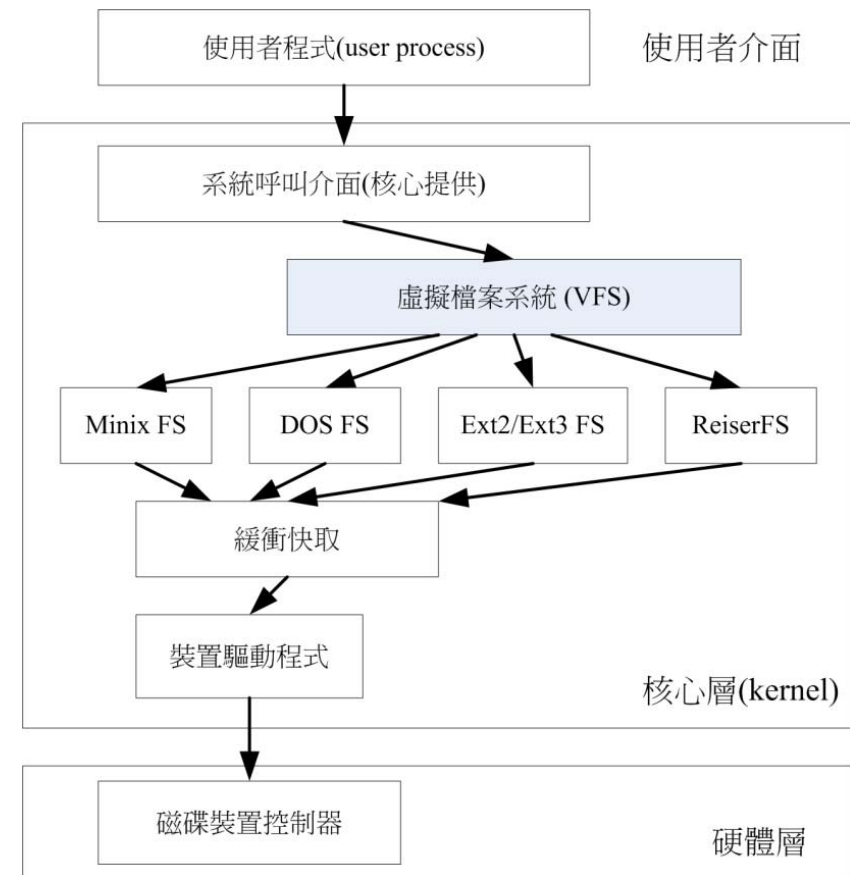 使用者程式(user process)
使用者介面
系統呼叫介面(核心提供)
虛擬檔案系統 (VFS)
Minix FS
DOS FS
Ext2/Ext3 FS
ReiserFS
緩衝快取
裝置驅動程式
核心層(kernel)
磁碟裝置控制器
硬體層